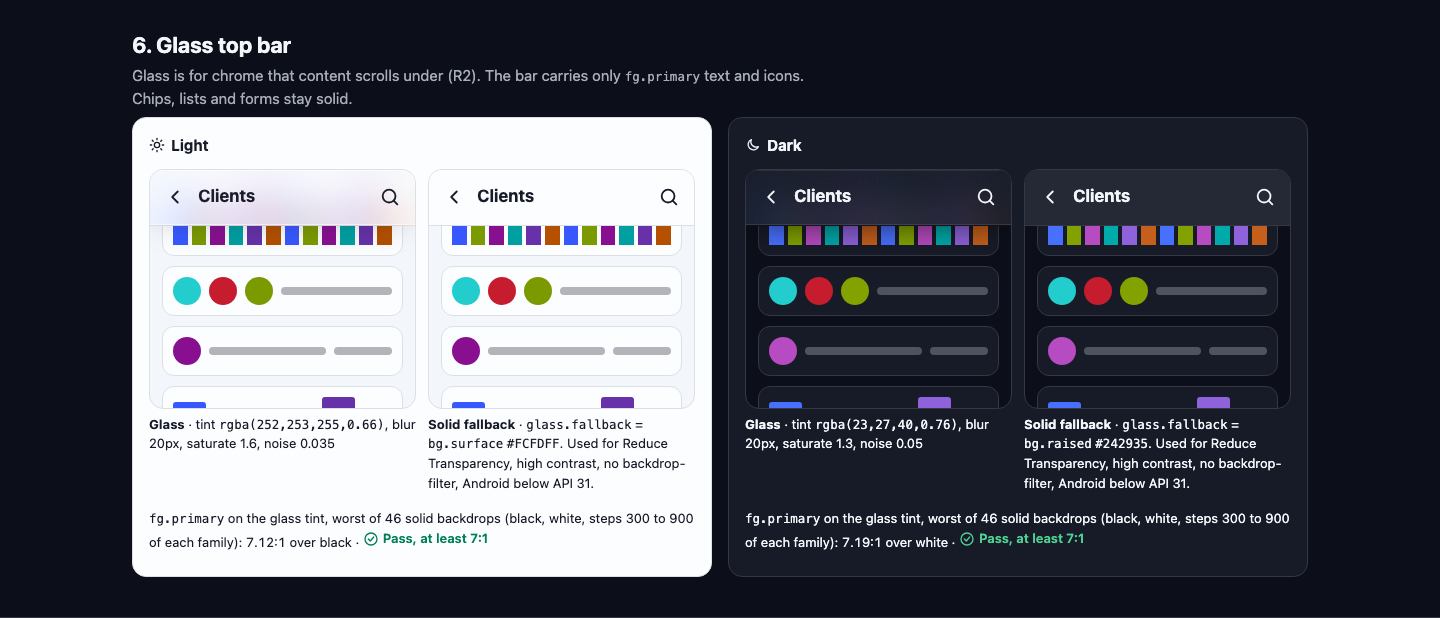 6. Glass top bar
Glass is for chrome that content scrolls under (R2). The bar carries only fg.primary text and icons.
Chips, lists and forms stay solid.
Light
Clients
Clients
Glass · tint rgba(252,253,255,0.66), blur
20px, saturate 1.6, noise 0.035
Solid fallback · glass.fallback =
bg.surface #FCFDFF. Used for Reduce
Transparency, high contrast, no backdrop-
filter, Android below API 31.
fg.primary on the glass tint, worst of 46 solid backdrops (black, white, steps 300 to 900
of each family): 7.12:1 over black · Pass, at least 7:1
Dark
Clients
Clients
Glass · tint rgba(23,27,40,0.76), blur
20px, saturate 1.3, noise 0.05
Solid fallback · glass.fallback =
bg.raised #242935. Used for Reduce
Transparency, high contrast, no backdrop-
filter, Android below API 31.
fg.primary on the glass tint, worst of 46 solid backdrops (black, white, steps 300 to 900
of each family): 7.19:1 over white · Pass, at least 7:1